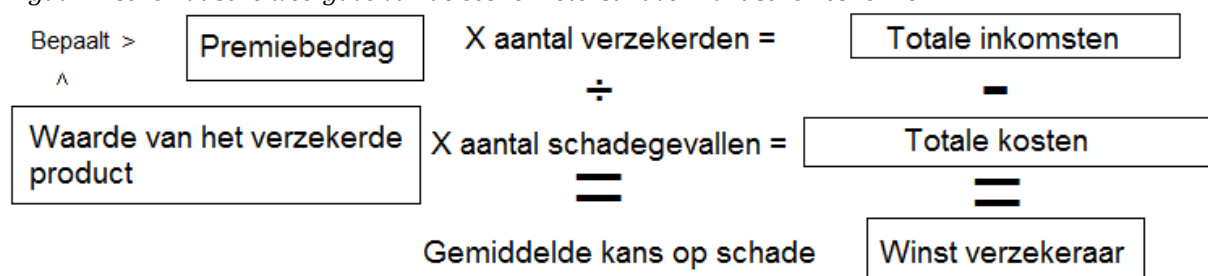 Bepaalt >
Premiebedrag
X aantal verzekerden =
Totale inkomsten
^
÷
-
Waarde van het verzekerde
product
X aantal schadegevallen =
Totale kosten
=
=
Gemiddelde kans op schade
Winst verzekeraar